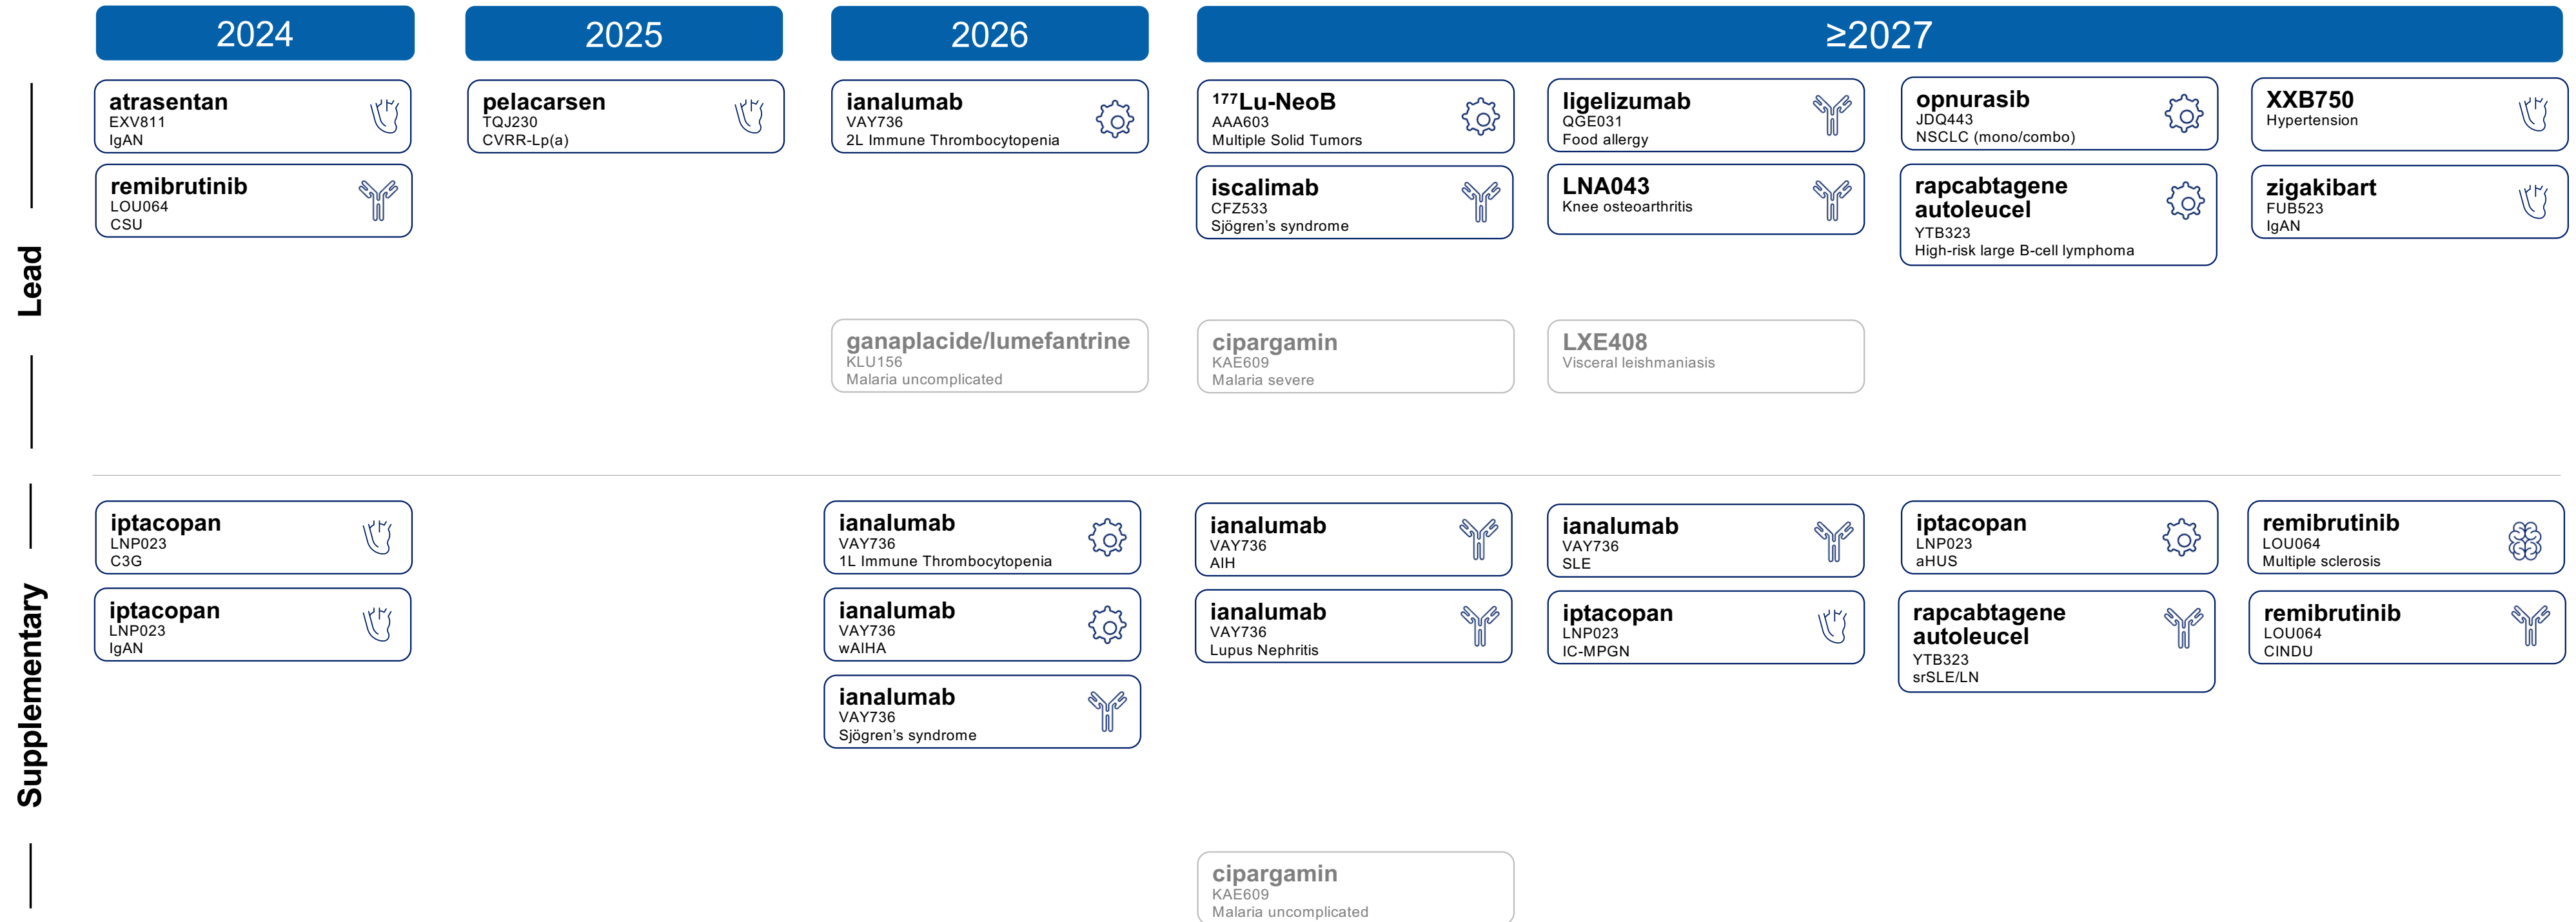 2024
2025
2026
≥2027
Lead
atrasentan
EXV811
IgAN
remibrutinib
LOU064
CSU
pelacarsen
TQJ230
CVRR-Lp(a)
ianalumab
VAY736
2L Immune Thrombocytopenia
ganaplacide/lumefantrine
KLU156
Malaria uncomplicated
¹⁷⁷Lu-NeoB
AAA603
Multiple Solid Tumors
iscalimab
CFZ533
Sjögren’s syndrome
cipargamin
KAE609
Malaria severe
ligelizumab
QGE031
Food allergy
LNA043
Knee osteoarthritis
LXE408
Visceral leishmaniasis
opnurasib
JDQ443
NSCLC (mono/combo)
rapcabtagene
autoleucel
YTB323
High-risk large B-cell lymphoma
XXB750
Hypertension
zigakibart
FUB523
IgAN
Supplementary
iptacopan
LNP023
C3G
iptacopan
LNP023
IgAN
ianalumab
VAY736
1L Immune Thrombocytopenia
ianalumab
VAY736
wAIHA
ianalumab
VAY736
Sjögren’s syndrome
ianalumab
VAY736
AIH
ianalumab
VAY736
Lupus Nephritis
cipargamin
KAE609
Malaria uncomplicated
ianalumab
VAY736
SLE
iptacopan
LNP023
IC-MPGN
iptacopan
LNP023
aHUS
rapcabtagene
autoleucel
YTB323
srSLE/LN
remibrutinib
LOU064
Multiple sclerosis
remibrutinib
LOU064
CINDU